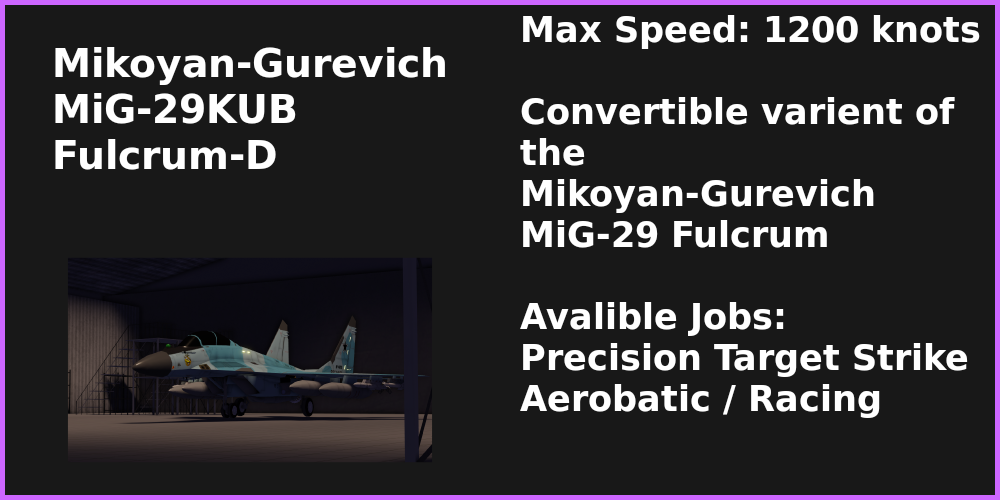 Mikoyan-Gurevich
MiG-29KUB
Fulcrum-D
Max Speed: 1200 knots
Convertible varient of
the
Mikoyan-Gurevich
MiG-29 Fulcrum
Avalible Jobs:
Precision Target Strike
Aerobatic / Racing